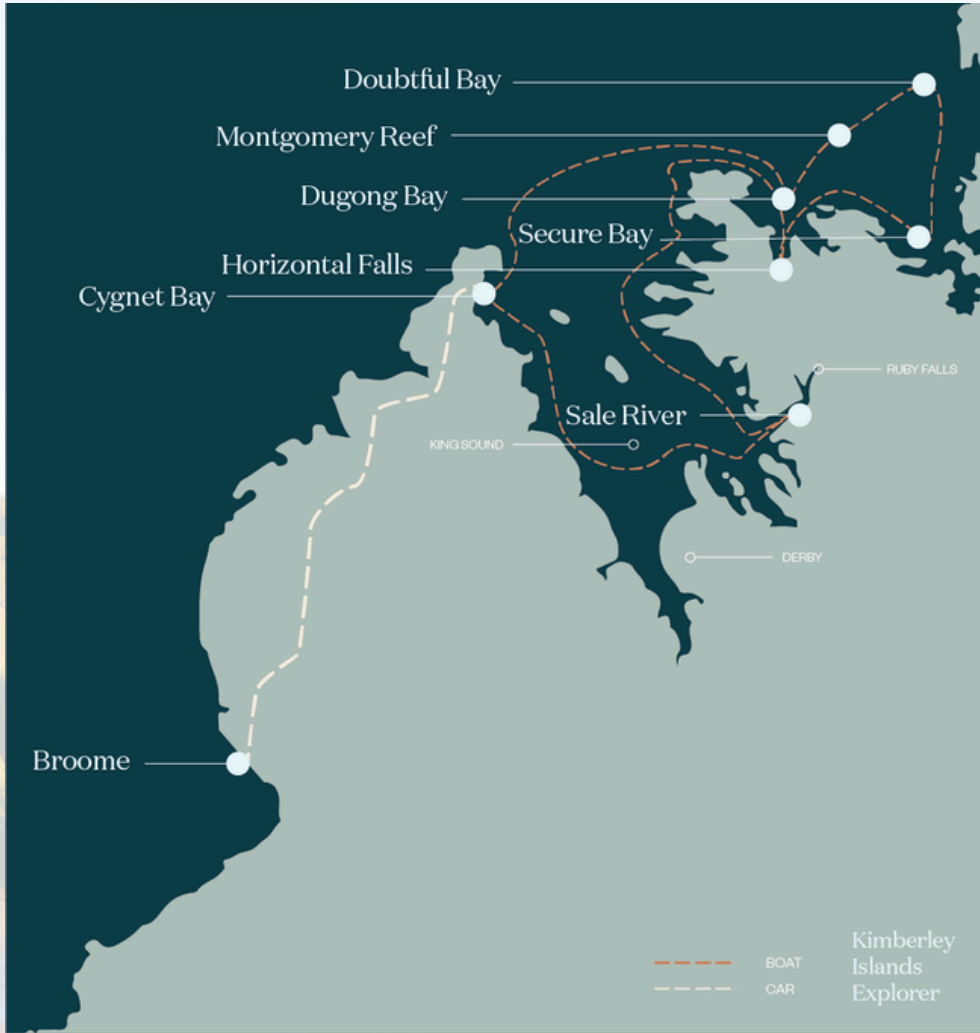 Doubtful Bay
Montgomery Reef
Dugong Bay
Secure Bay
Horizontal Falls
Cygnet Bay
RUBY FALLS
Sale River
KING SOUND
DERBY
Broome
BOAT
CAR
Kimberley
Islands
Explorer